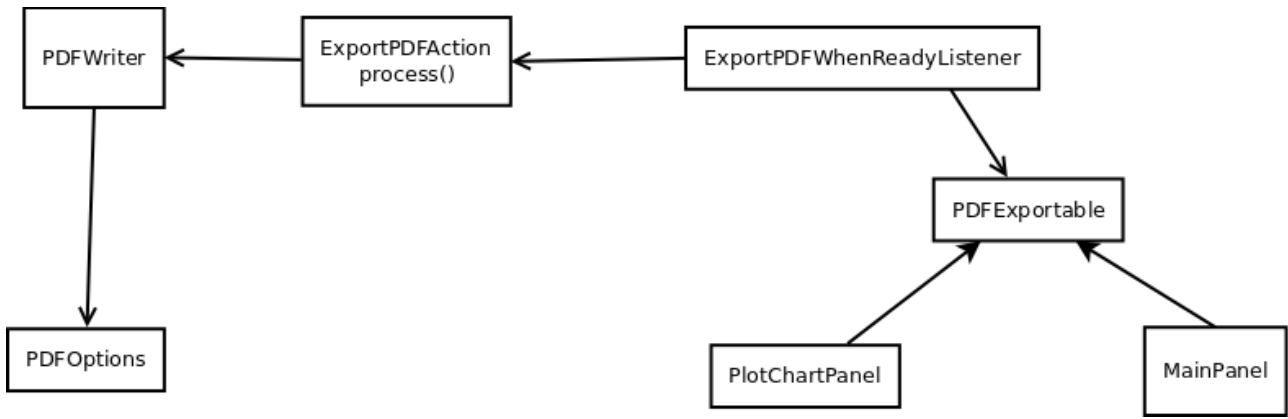 PDFWriter
ExportPDFAction
process()
ExportPDFWhenReadyListener
PDFExportable
PDFOptions
PlotChartPanel
MainPanel